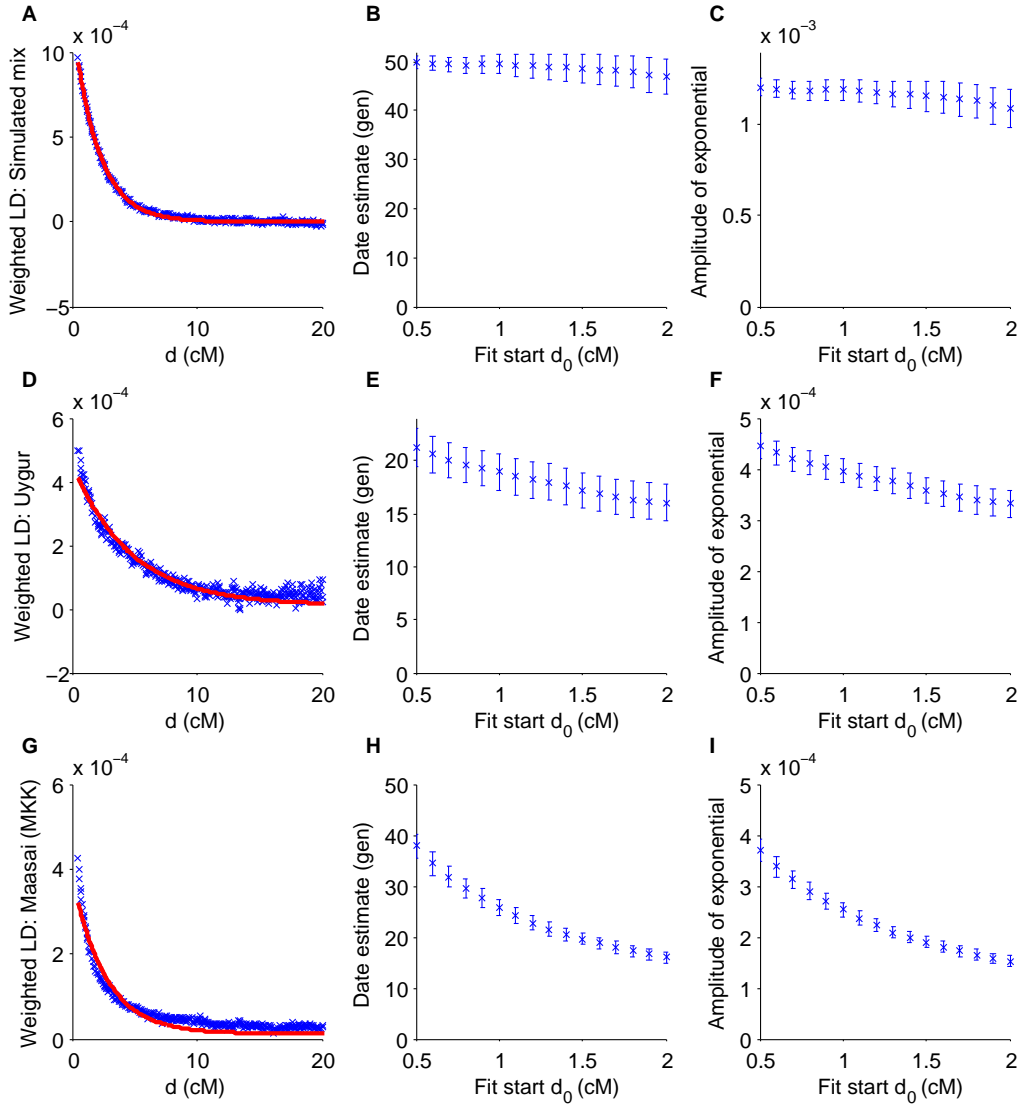 A
x 10−4
10
5
0
−5
0
10
20
Weighted LD: Simulated mix
d (cM)
B
50
40
30
20
10
0
0.5
1
1.5
2
Date estimate (gen)
Fit start d0 (cM)
C
x 10−3
1
0.5
0
0.5
1
1.5
2
Amplitude of exponential
Fit start d0 (cM)
D
x 10−4
6
4
2
0
−2
0
10
20
Weighted LD: Uygur
d (cM)
E
20
15
10
5
0
0.5
1
1.5
2
Date estimate (gen)
Fit start d0 (cM)
F
x 10−4
5
4
3
2
1
0
0.5
1
1.5
2
Amplitude of exponential
Fit start d0 (cM)
G
x 10−4
6
4
2
0
0
10
20
Weighted LD: Maasai (MKK)
d (cM)
H
50
40
30
20
10
0
0.5
1
1.5
2
Date estimate (gen)
Fit start d0 (cM)
I
x 10−4
5
4
3
2
1
0
0.5
1
1.5
2
Amplitude of exponential
Fit start d0 (cM)